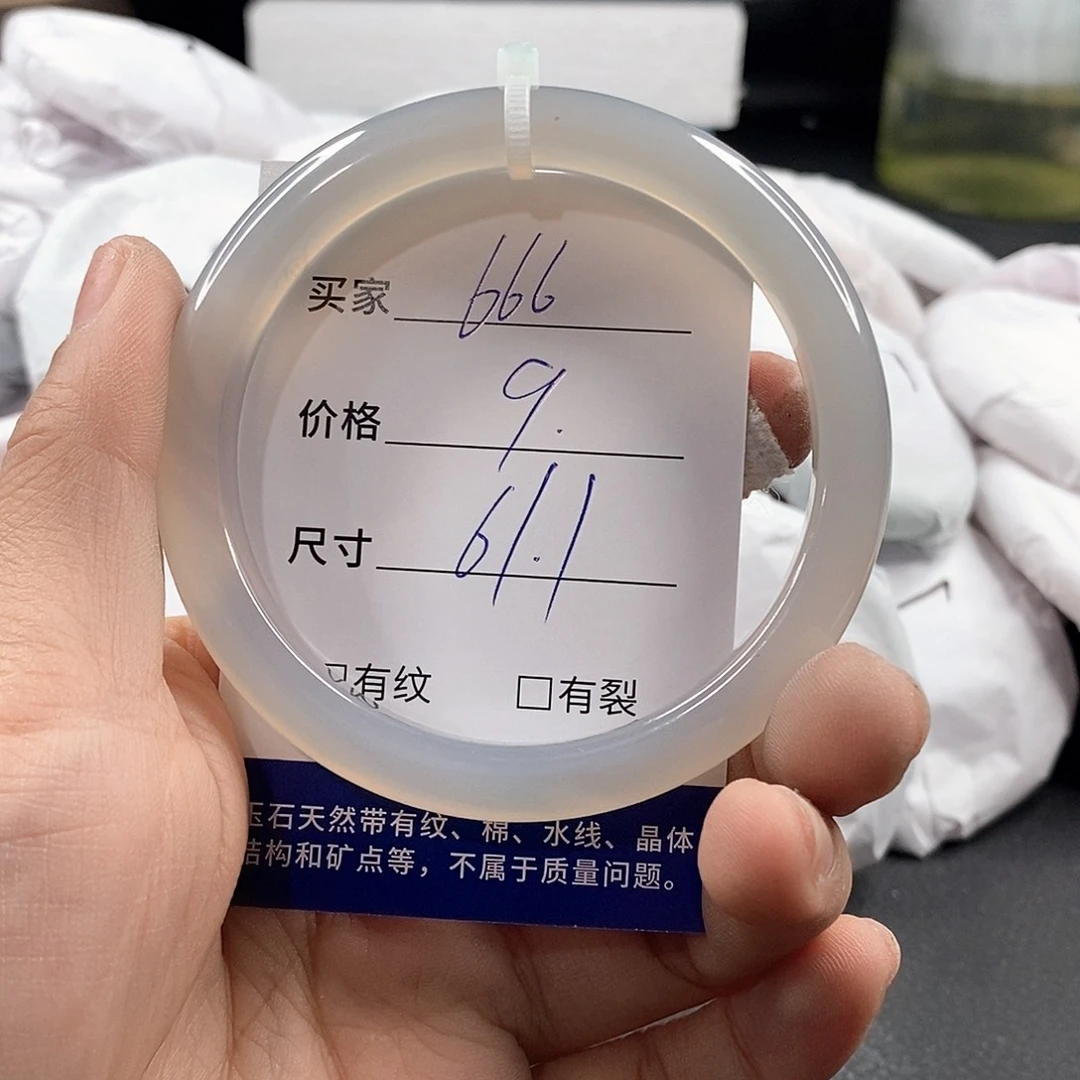 买家 666
价格 9.
尺寸 61.1
□有纹 □有裂
玉石天然带有纹、棉、水线、晶体
结构和矿点等，不属于质量问题。